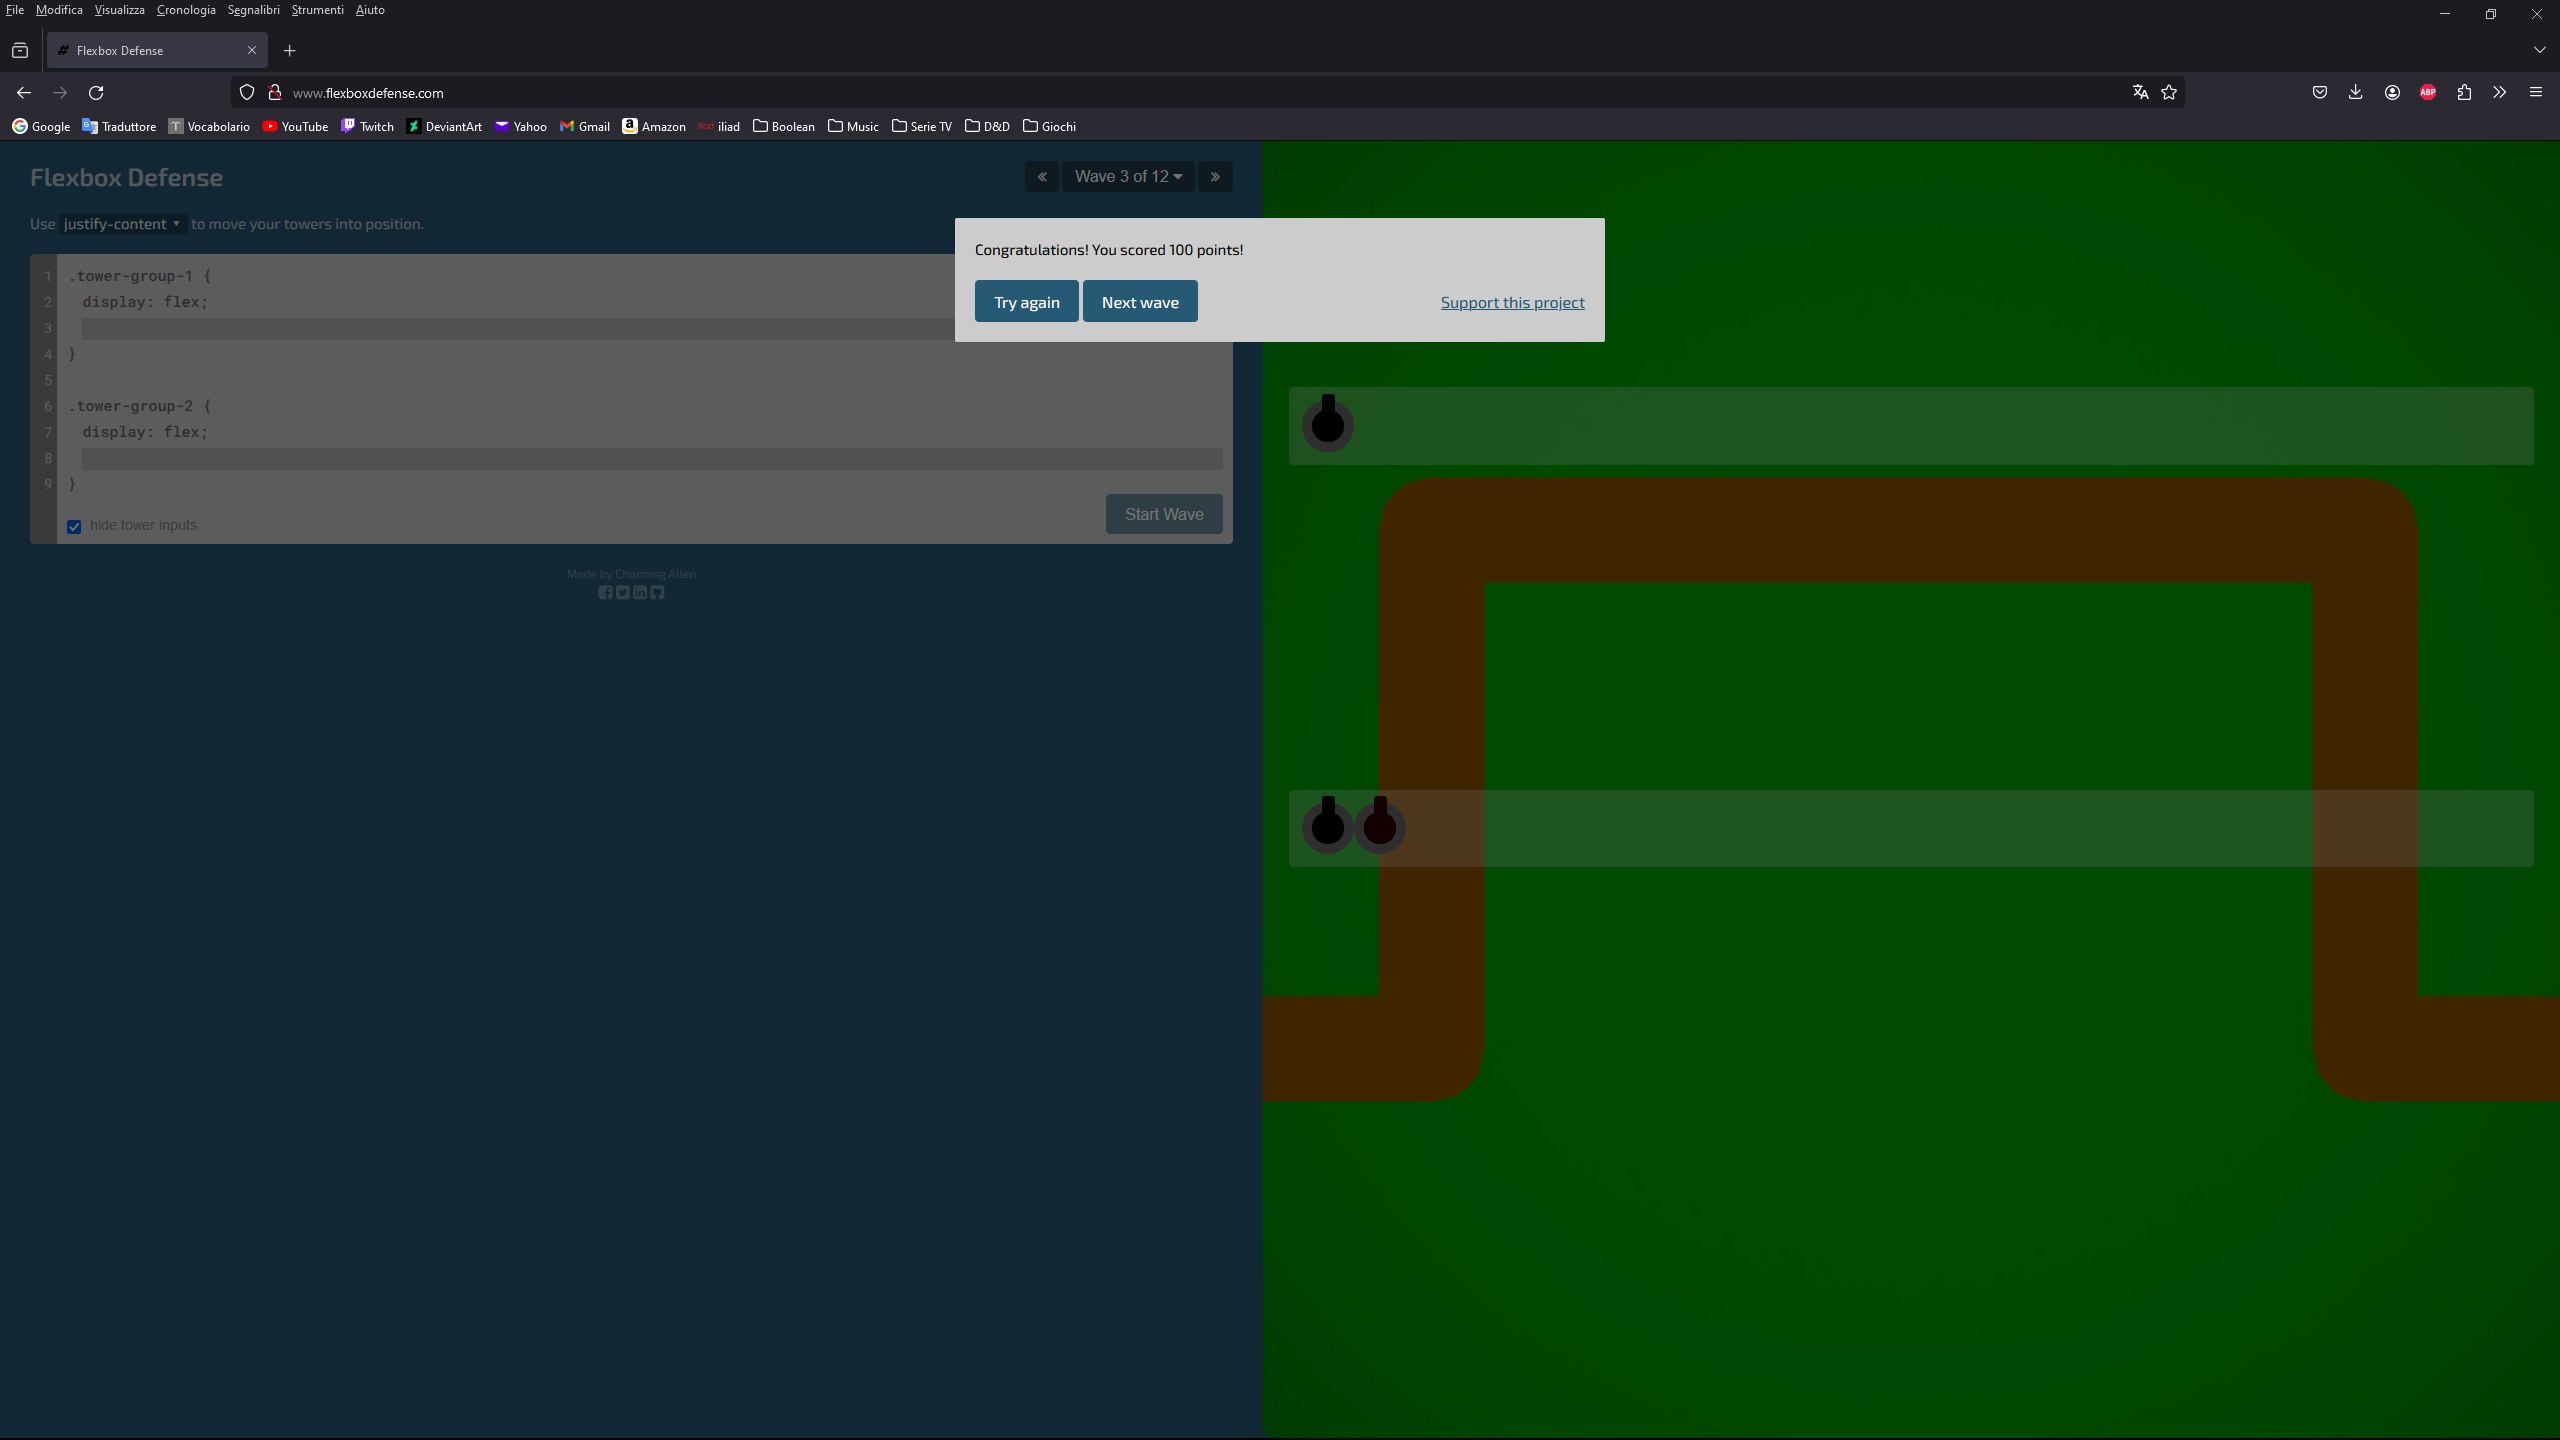 File Modifica Visualizza Cronologia Segnalibri Strumenti Aiuto
Flexbox Defense
www.flexboxdefense.com
ABP
Google Traduttore Vocabolario YouTube Twitch DeviantArt Yahoo Gmail Amazon iliad Boolean Music Serie TV D&D Giochi
Flexbox Defense
« Wave 3 of 12 »
Use justify-content to move your towers into position.
Congratulations! You scored 100 points!
Try again Next wave Support this project
1 .tower-group-1 {
2 display: flex;
3
4 }
5
6 .tower-group-2 {
7 display: flex;
8
9 }
Start Wave
hide tower inputs
Made by Channing Allen